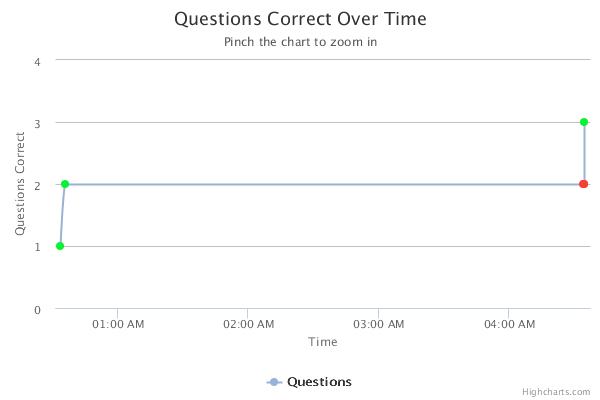 Questions Correct Over Time
Pinch the chart to zoom in
Questions Correct
4
3
2
1
0
01:00 AM
02:00 AM
03:00 AM
04:00 AM
Time
Questions
Highcharts.com